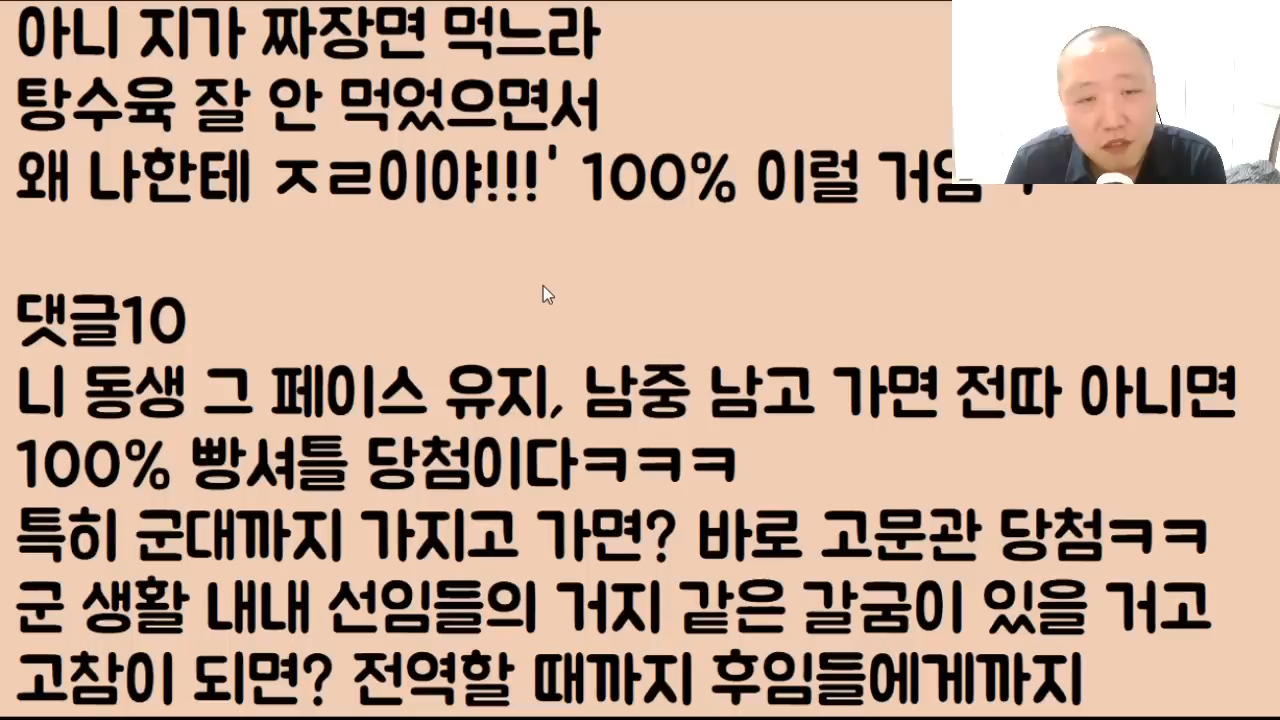 아니 지가 짜장면 먹느라
탕수육 잘 안 먹었으면서
왜 나한테 ㅈㄹ이야!!!' 100% 이럴
댓글10
니 동생 그 페이스 유지, 남중 남고 가면 전따 아니면
100% 빵셔틀 당첨이다ㅋㅋㅋ
특히 군대까지 가지고 가면? 바로 고문관 당첨ㅋㅋ
군 생활 내내 선임들의 거지 같은 갈굼이 있을 거고
고참이 되면? 전역할 때까지 후임들에게까지